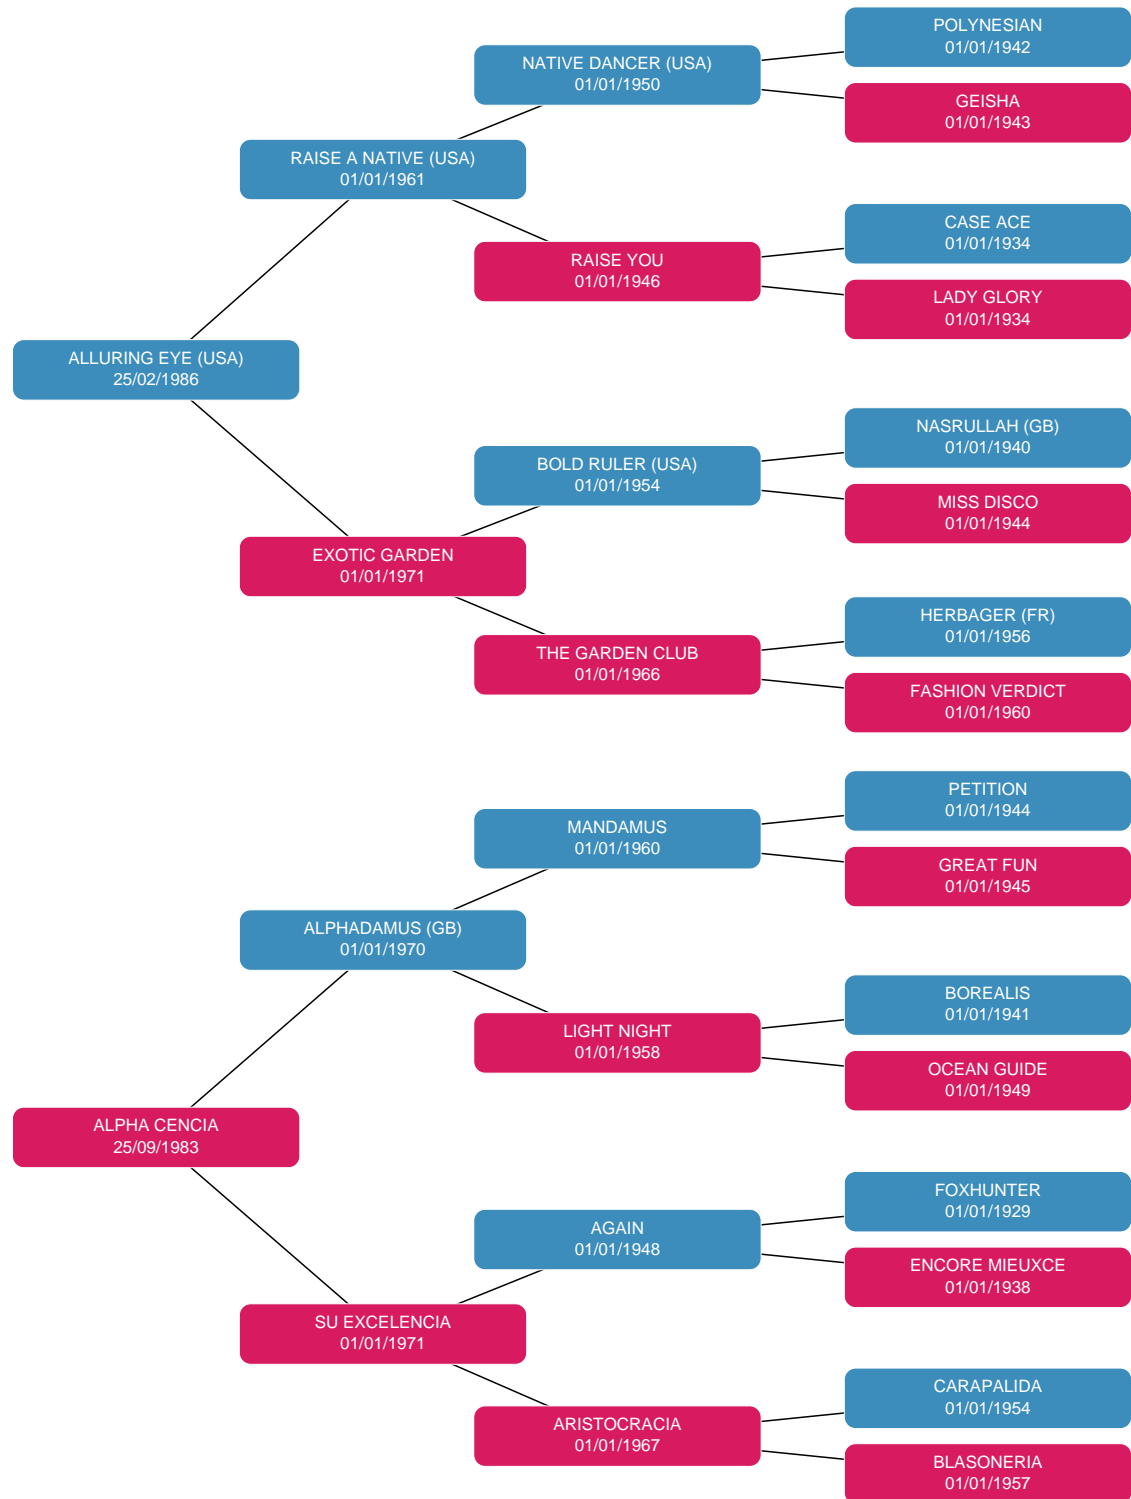 POLYNESIAN
01/01/1942
NATIVE DANCER (USA)
01/01/1950
GEISHA
01/01/1943
RAISE A NATIVE (USA)
01/01/1961
CASE ACE
01/01/1934
RAISE YOU
01/01/1946
LADY GLORY
01/01/1934
ALLURING EYE (USA)
25/02/1986
NASRULLAH (GB)
01/01/1940
BOLD RULER (USA)
01/01/1954
MISS DISCO
01/01/1944
EXOTIC GARDEN
01/01/1971
HERBAGER (FR)
01/01/1956
THE GARDEN CLUB
01/01/1966
FASHION VERDICT
01/01/1960
PETITION
01/01/1944
MANDAMUS
01/01/1960
GREAT FUN
01/01/1945
ALPHADAMUS (GB)
01/01/1970
BOREALIS
01/01/1941
LIGHT NIGHT
01/01/1958
OCEAN GUIDE
01/01/1949
ALPHA CENCIA
25/09/1983
FOXHUNTER
01/01/1929
AGAIN
01/01/1948
ENCORE MIEUXCE
01/01/1938
SU EXCELENCIA
01/01/1971
CARAPALIDA
01/01/1954
ARISTOCRACIA
01/01/1967
BLASONERIA
01/01/1957